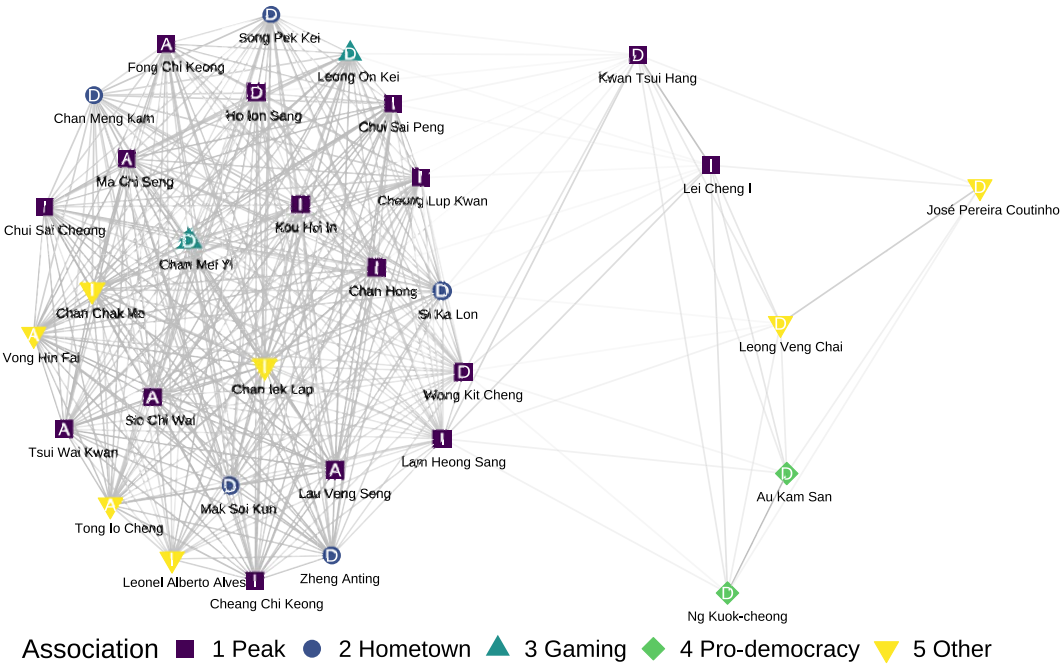 D
Song Pek Kei
A
Fong Chi Keong
D
Leong On Kei
D
Kwan Tsui Hang
D
Chan Meng Kam
D
Ho Ion Sang
I
Chui Sai Peng
A
Ma Chi Seng
I
Lei Cheng I
I
Cheung Lup Kwan
D
José Pereira Coutinho
I
Chui Sai Cheong
I
Kou Hoi In
D
Chan Mei Yi
I
Chan Hong
I
Chan Chak Mo
D
Si Ka Lon
A
Vong Hin Fai
D
Leong Veng Chai
I
Chan Iek Lap
D
Wong Kit Cheng
A
Sio Chi Wai
A
Tsui Wai Kwan
I
Lam Heong Sang
A
Lau Veng Seng
D
Au Kam San
D
Mak Soi Kun
A
Tong Io Cheng
D
Zheng Anting
I
Leonel Alberto Alves
I
Cheang Chi Keong
D
Ng Kuok-cheong
Association 1 Peak 2 Hometown 3 Gaming 4 Pro-democracy 5 Other